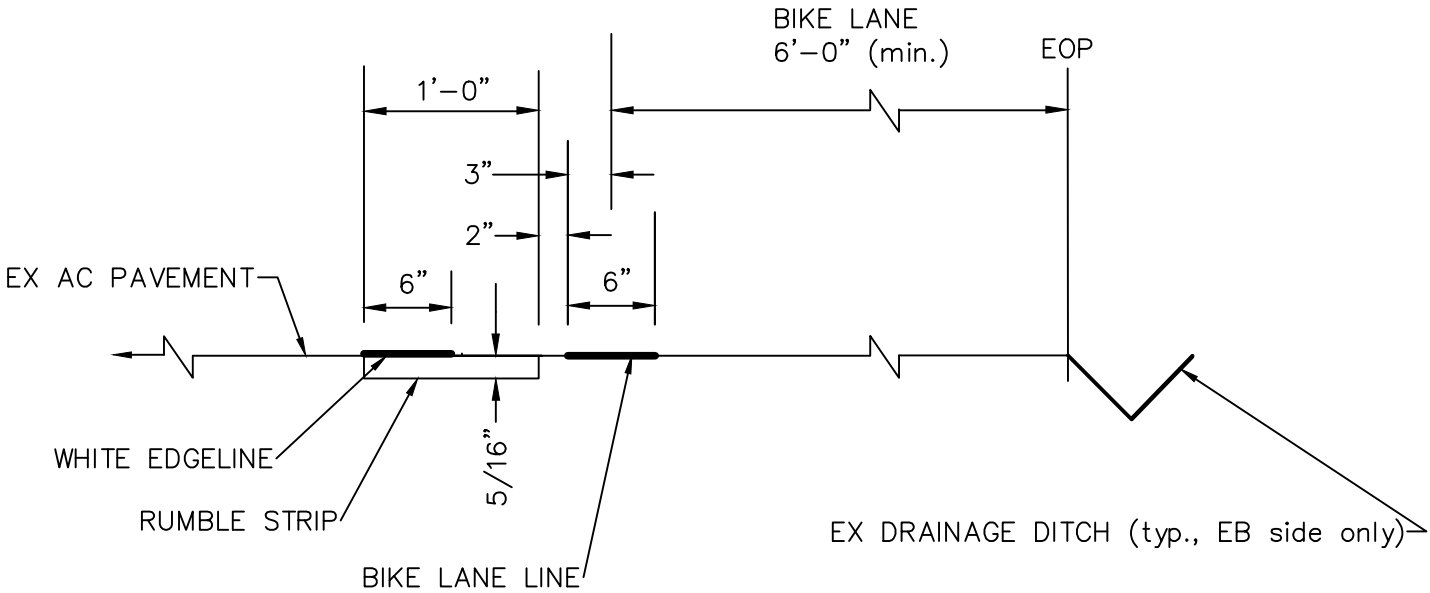 BIKE LANE
6'-0" (min.)
EOP
1'-0"
3"
2"
EX AC PAVEMENT
6"
6"
WHITE EDGELINE
5/16"
RUMBLE STRIP
EX DRAINAGE DITCH (typ., EB side only)
BIKE LANE LINE